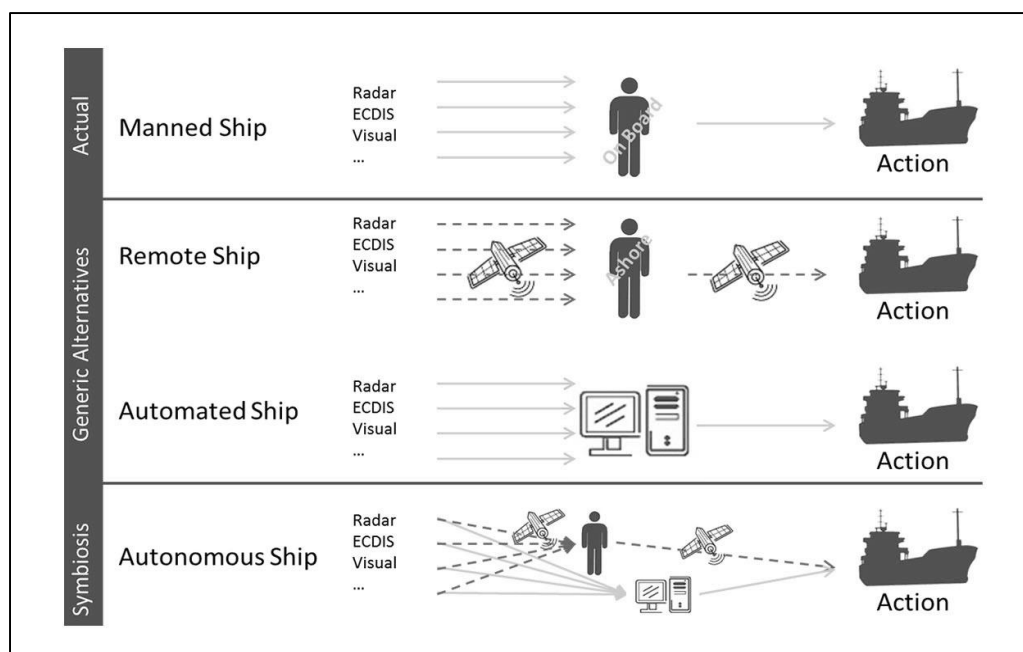 Actual
Manned Ship
Radar
ECDIS
Visual
...
On Board
Action
Generic Alternatives
Remote Ship
Radar
ECDIS
Visual
...
Ashore
Action
Automated Ship
Radar
ECDIS
Visual
...
Action
Symbiosis
Autonomous Ship
Radar
ECDIS
Visual
...
Action